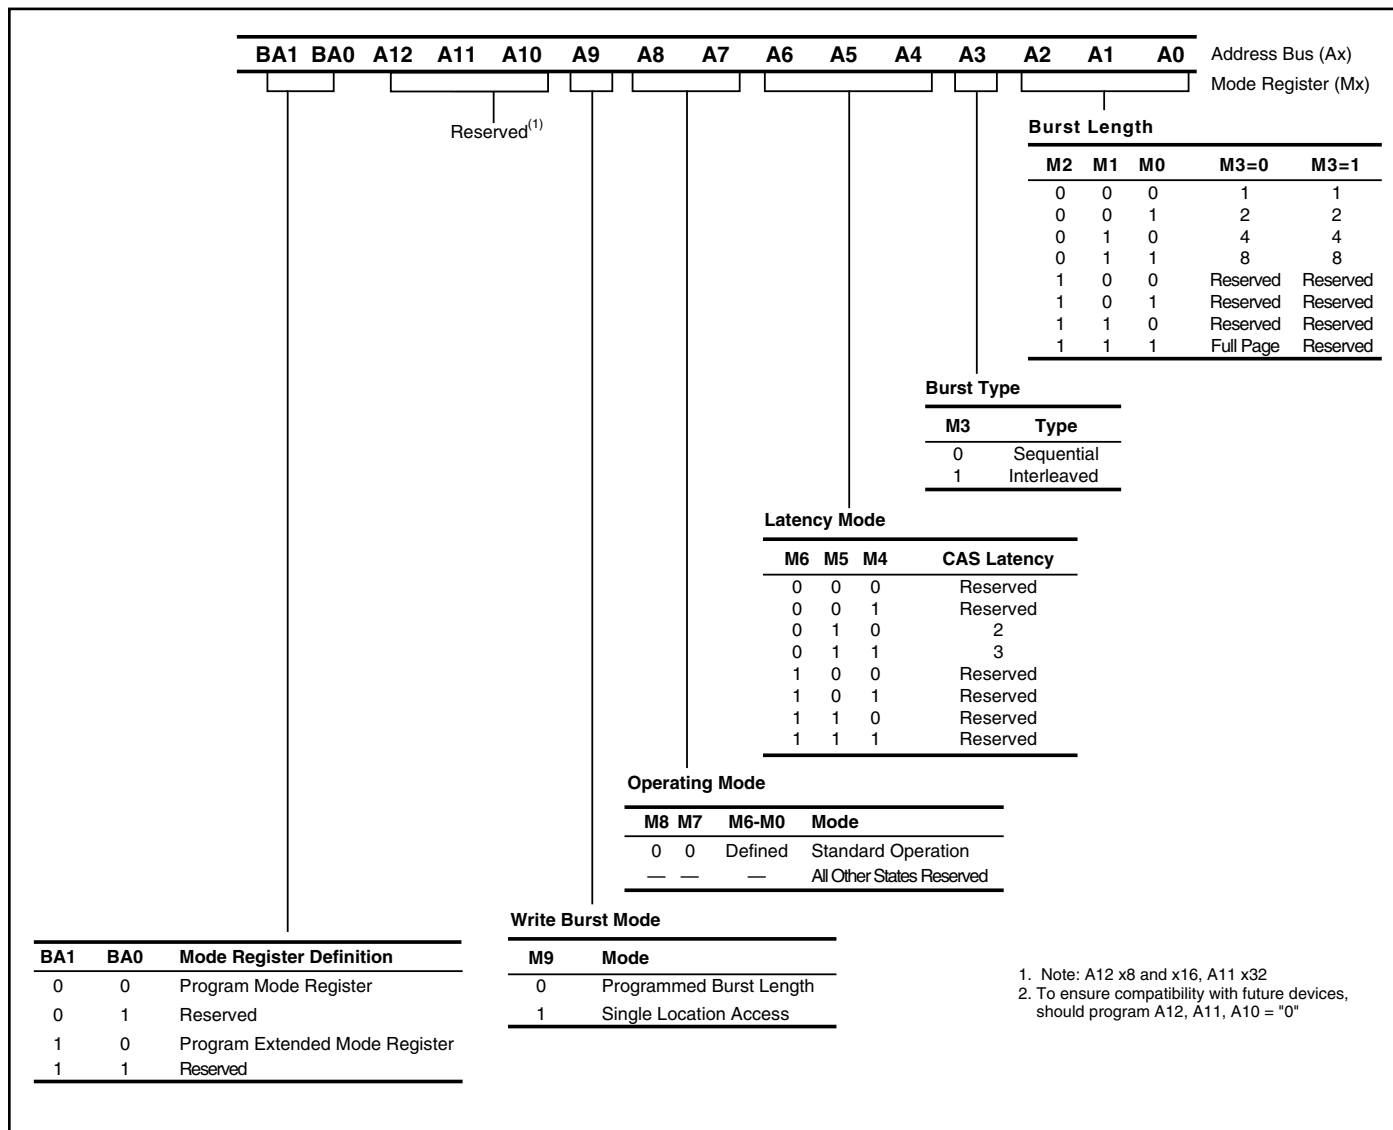 BA1 BA0 A12 A11 A10 A9 A8 A7 A6 A5 A4 A3 A2 A1 A0 Address Bus (Ax)
Mode Register (Mx)
Reserved(1)
Burst Length
M2 M1 M0 M3=0 M3=1
0 0 0 1 1
0 0 1 2 2
0 1 0 4 4
0 1 1 8 8
1 0 0 Reserved Reserved
1 0 1 Reserved Reserved
1 1 0 Reserved Reserved
1 1 1 Full Page Reserved
Burst Type
M3 Type
0 Sequential
1 Interleaved
Latency Mode
M6 M5 M4 CAS Latency
0 0 0 Reserved
0 0 1 Reserved
0 1 0 2
0 1 1 3
1 0 0 Reserved
1 0 1 Reserved
1 1 0 Reserved
1 1 1 Reserved
Operating Mode
M8 M7 M6-M0 Mode
0 0 Defined Standard Operation
— — — All Other States Reserved
Write Burst Mode
M9 Mode
0 Programmed Burst Length
1 Single Location Access
BA1 BA0 Mode Register Definition
0 0 Program Mode Register
0 1 Reserved
1 0 Program Extended Mode Register
1 1 Reserved
1. Note: A12 x8 and x16, A11 x32
2. To ensure compatibility with future devices,
should program A12, A11, A10 = "0"